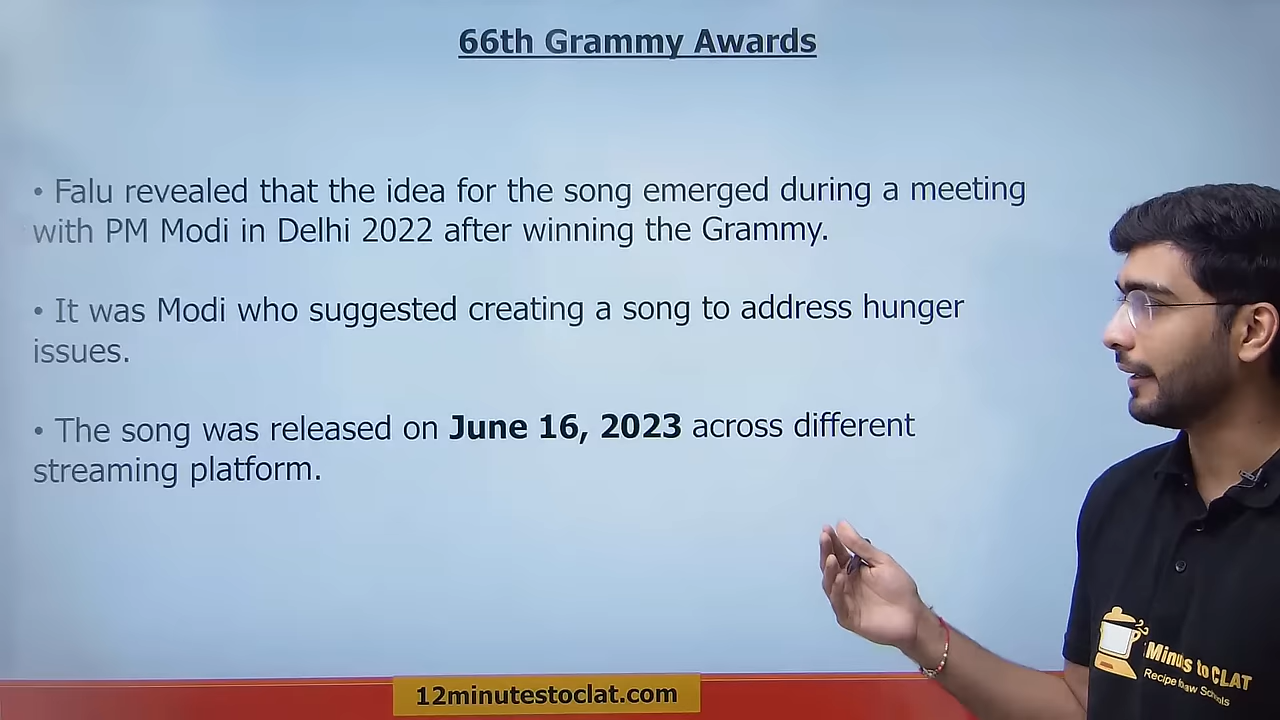 66th Grammy Awards
• Falu revealed that the idea for the song emerged during a meeting
with PM Modi in Delhi 2022 after winning the Grammy.
• It was Modi who suggested creating a song to address hunger
issues.
• The song was released on June 16, 2023 across different
streaming platform.
12minutestoclat.com
Minutes to CLAT
Recipe for Law Schools